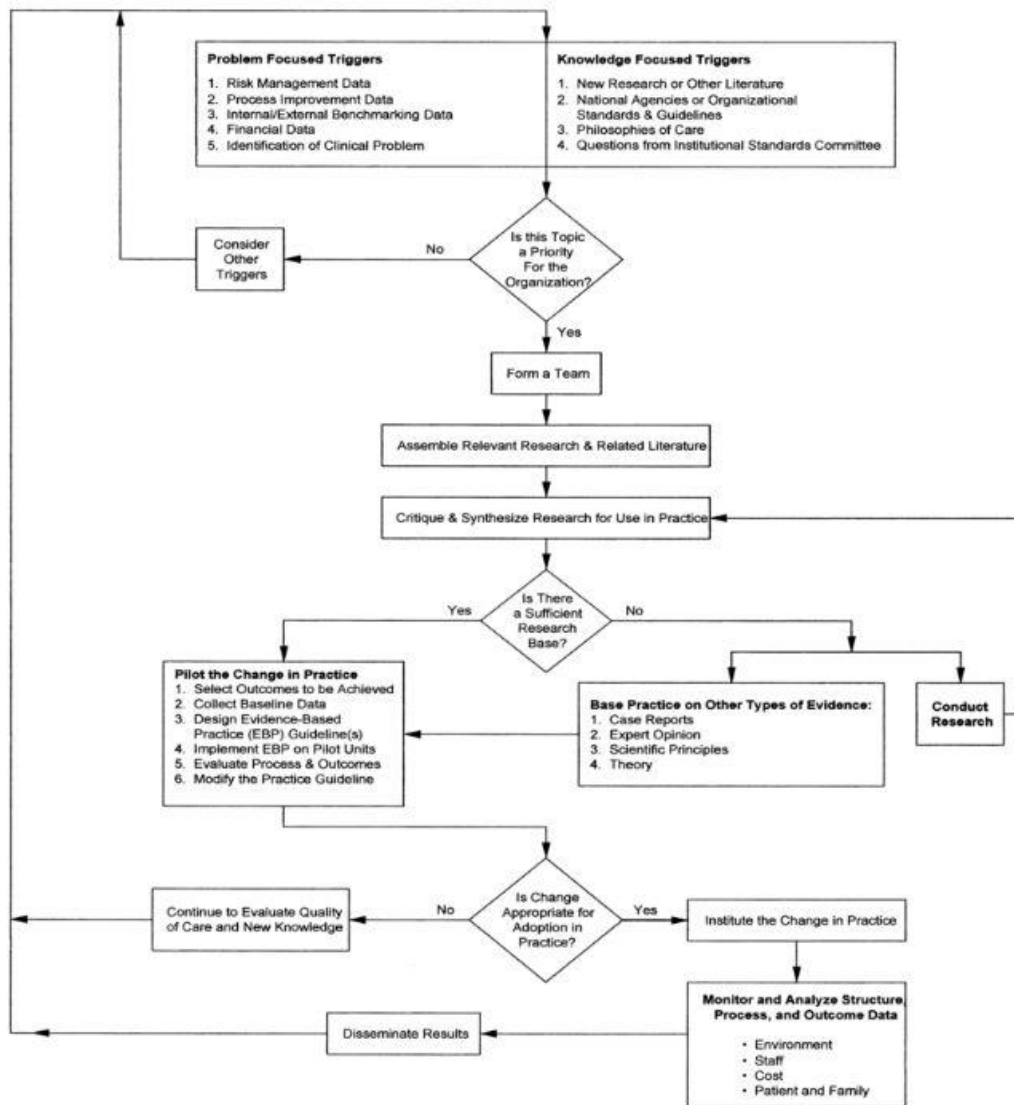 Problem Focused Triggers
1. Risk Management Data
2. Process Improvement Data
3. Internal/External Benchmarking Data
4. Financial Data
5. Identification of Clinical Problem
Knowledge Focused Triggers
1. New Research or Other Literature
2. National Agencies or Organizational
Standards & Guidelines
3. Philosophies of Care
4. Questions from Institutional Standards Committee
Consider
Other
Triggers
No
Is this Topic
a Priority
For the
Organization?
Yes
Form a Team
Assemble Relevant Research & Related Literature
Critique & Synthesize Research for Use in Practice
Yes
Is There
a Sufficient
Research
Base?
No
Pilot the Change in Practice
1. Select Outcomes to be Achieved
2. Collect Baseline Data
3. Design Evidence-Based
Practice (EBP) Guideline(s)
4. Implement EBP on Pilot Units
5. Evaluate Process & Outcomes
6. Modify the Practice Guideline
Base Practice on Other Types of Evidence:
1. Case Reports
2. Expert Opinion
3. Scientific Principles
4. Theory
Conduct
Research
Continue to Evaluate Quality
of Care and New Knowledge
No
Is Change
Appropriate for
Adoption in
Practice?
Yes
Institute the Change in Practice
Monitor and Analyze Structure,
Process, and Outcome Data
• Environment
• Staff
• Cost
• Patient and Family
Disseminate Results